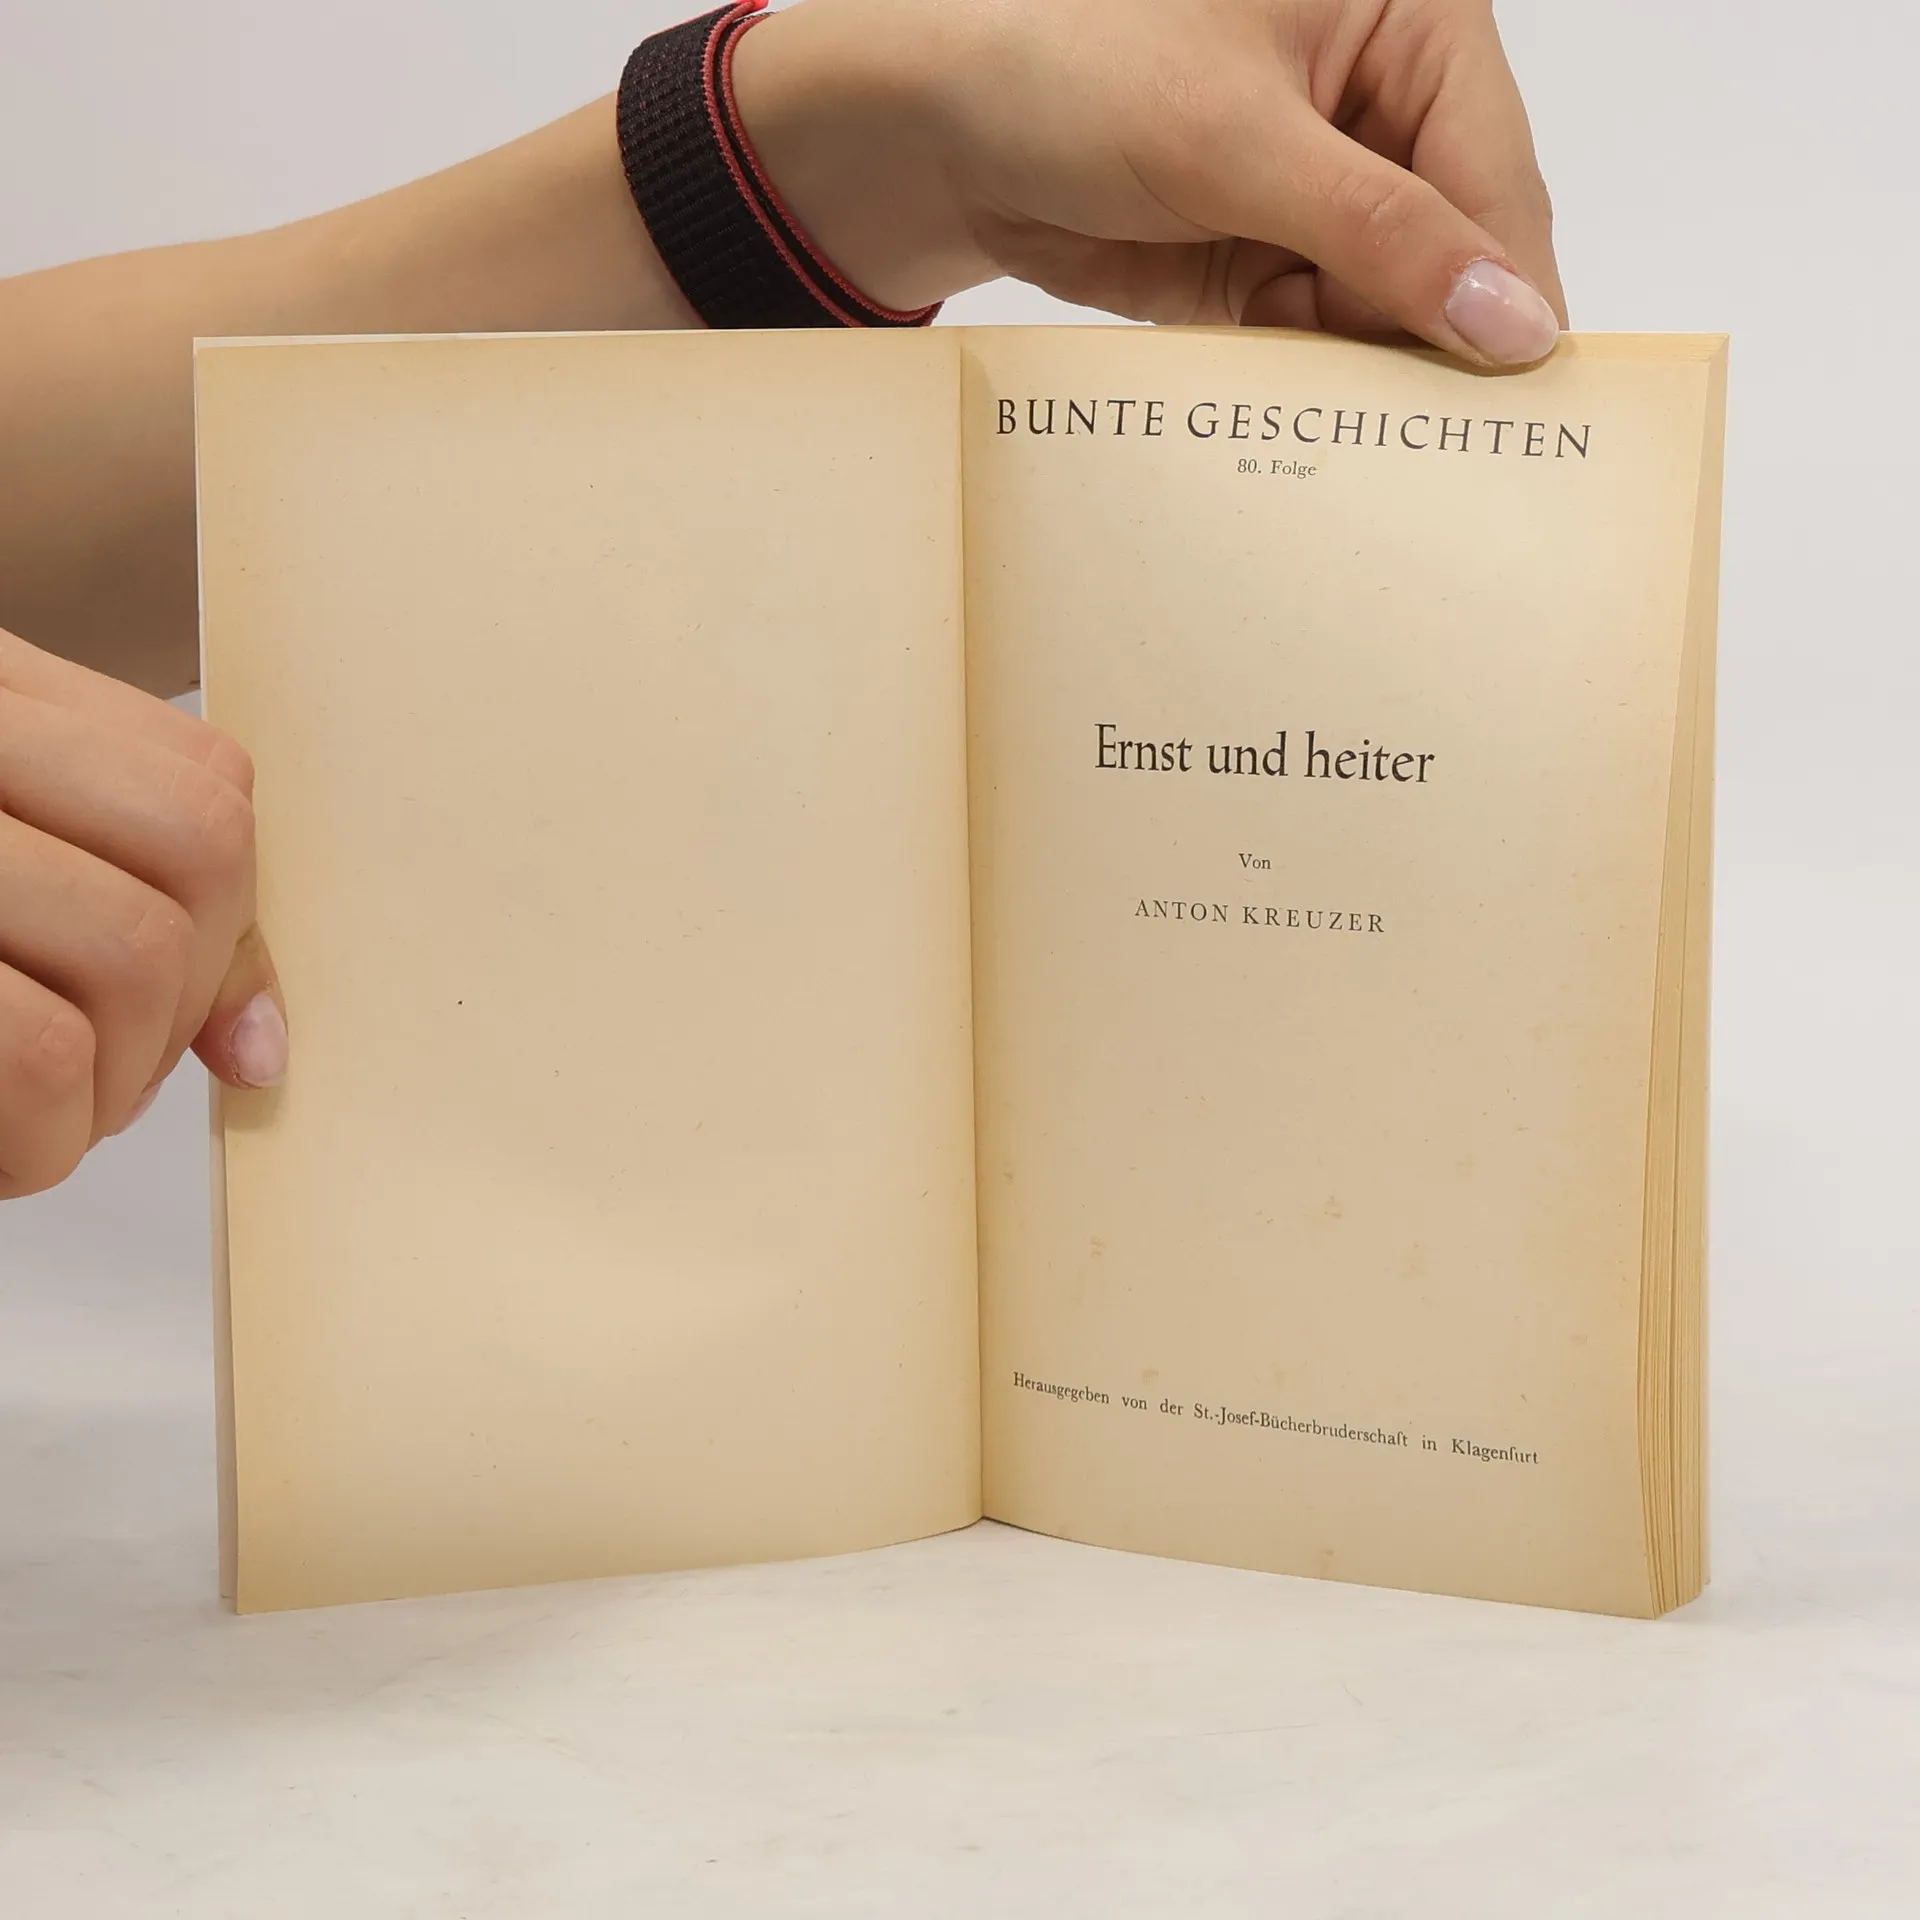 BUNTE GESCHICHTEN
80. Folge
Ernst und heiter
Von
ANTON KREUZER
Herausgegeben von der St.-Josef-Bücherbruderschaft in Klagenfurt